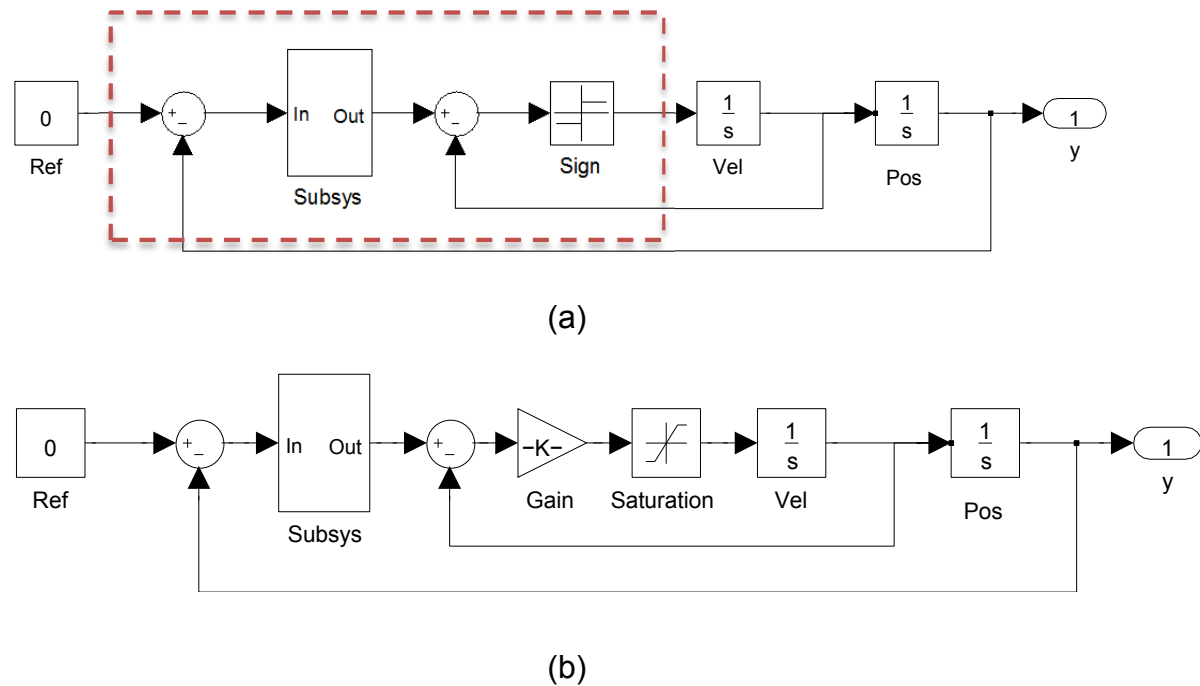 0
Ref
+
−
In
Out
Subsys
+
−
Sign
1
s
Vel
1
s
Pos
1
y
(a)
0
Ref
+
−
In
Out
Subsys
+
−
-K-
Gain
Saturation
1
s
Vel
1
s
Pos
1
y
(b)